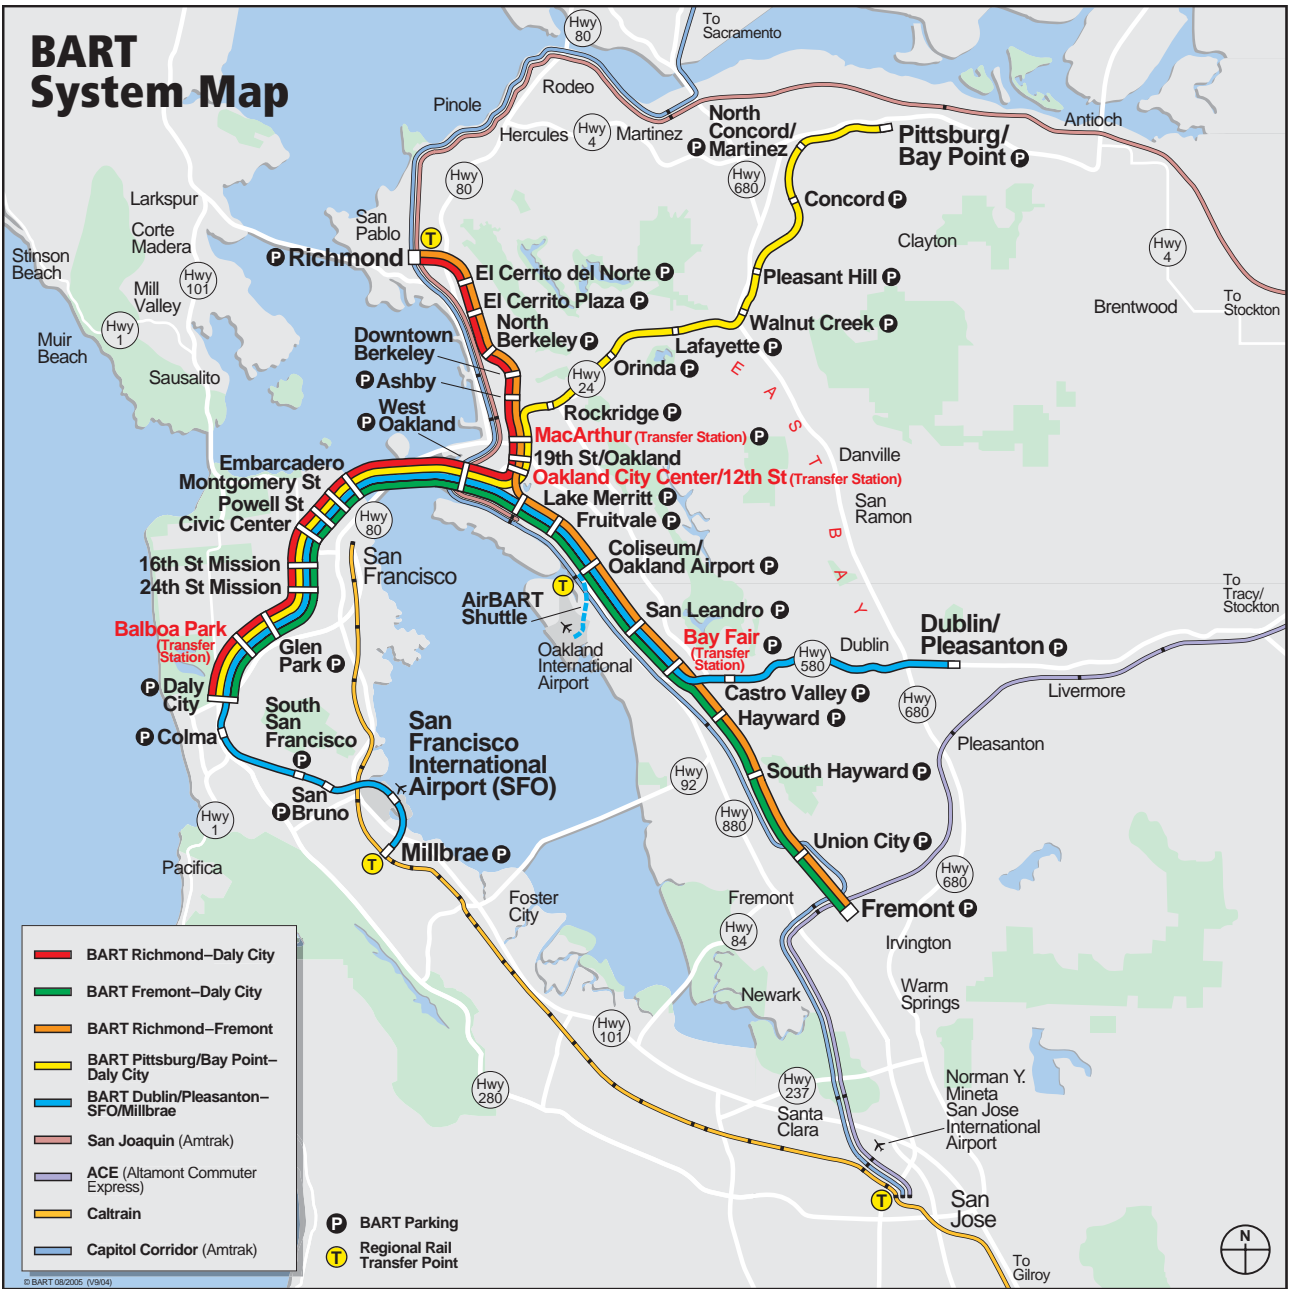 BART
System Map
Hwy
80
To
Sacramento
Rodeo
Pinole
Hercules
Hwy
4
Martinez
North
Concord/
P Martinez
Pittsburg/
Bay Point P
Antioch
Hwy
80
Hwy
680
Concord P
Larkspur
Corte
Madera
San
Pablo
T
Clayton
Hwy
4
Stinson
Beach
P Richmond
El Cerrito del Norte P
Pleasant Hill P
Hwy
101
Mill
Valley
El Cerrito Plaza P
Brentwood
To
Stockton
Hwy
1
Muir
Beach
North
Berkeley P
Walnut Creek P
Downtown
Berkeley
Lafayette P
Sausalito
P Ashby
Orinda P
Hwy
24
EAST BAY
West
P Oakland
Rockridge P
MacArthur (Transfer Station) P
19th St/Oakland
Danville
Embarcadero
Montgomery St
Powell St
Civic Center
Oakland City Center/12th St (Transfer Station)
Lake Merritt P
San
Ramon
Hwy
80
Fruitvale P
16th St Mission
24th St Mission
San
Francisco
Coliseum/
Oakland Airport P
T
AirBART
Shuttle
To
Tracy/
Stockton
San Leandro P
Balboa Park
(Transfer
Station)
Glen
Park P
Oakland
International
Airport
Bay Fair
(Transfer
Station)
P
Dublin
Hwy
580
Dublin/
Pleasanton P
P Daly
City
Castro Valley P
Livermore
Hwy
680
P Colma
South
San
Francisco
P
San
Francisco
International
Airport (SFO)
Hayward P
Pleasanton
South Hayward P
Hwy
92
San
P Bruno
Hwy
1
Hwy
880
Union City P
T
Millbrae P
Pacifica
Hwy
680
Foster
City
Fremont
Fremont P
Hwy
84
Irvington
Newark
Warm
Springs
Hwy
101
Hwy
280
Hwy
237
Santa
Clara
Norman Y.
Mineta
San Jose
International
Airport
T
San
Jose
To
Gilroy
BART Richmond–Daly City
BART Fremont–Daly City
BART Richmond–Fremont
BART Pittsburg/Bay Point–
Daly City
BART Dublin/Pleasanton–
SFO/Millbrae
San Joaquin (Amtrak)
ACE (Altamont Commuter
Express)
Caltrain
Capitol Corridor (Amtrak)
P BART Parking
T Regional Rail
Transfer Point
N
© BART 08/2005 (V9/04)